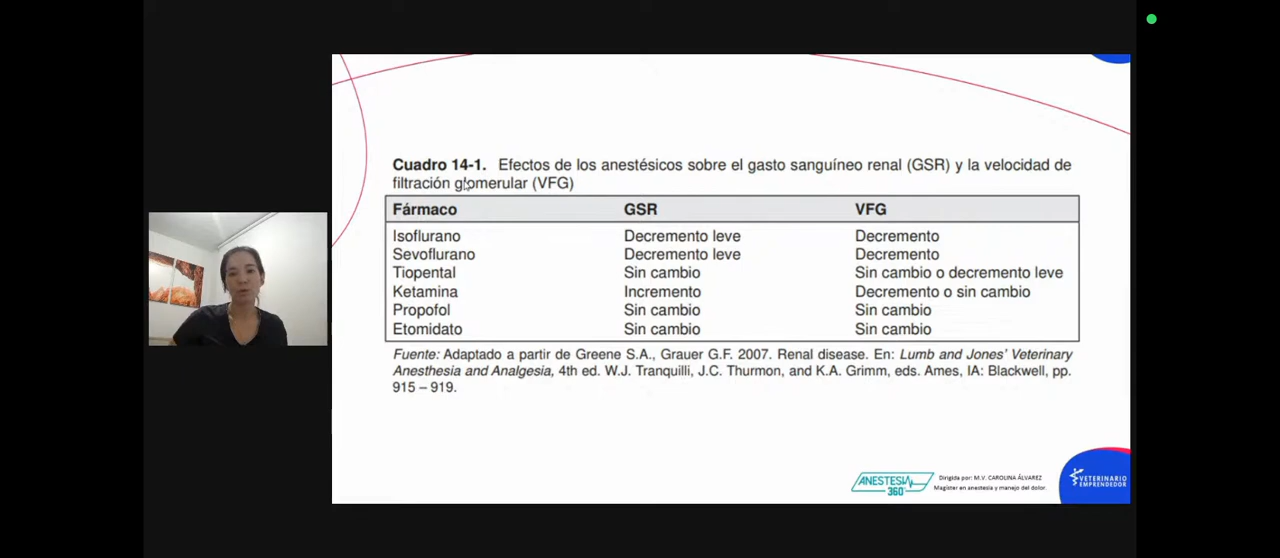 Cuadro 14-1. Efectos de los anestésicos sobre el gasto sanguíneo renal (GSR) y la velocidad de
filtración glomerular (VFG)
Fármaco GSR VFG
Isoflurano Decremento leve Decremento
Sevoflurano Decremento leve Decremento
Tiopental Sin cambio Sin cambio o decremento leve
Ketamina Incremento Decremento o sin cambio
Propofol Sin cambio Sin cambio
Etomidato Sin cambio Sin cambio
Fuente: Adaptado a partir de Greene S.A., Grauer G.F. 2007. Renal disease. En: Lumb and Jones' Veterinary
Anesthesia and Analgesia, 4th ed. W.J. Tranquilli, J.C. Thurmon, and K.A. Grimm, eds. Ames, IA: Blackwell, pp.
915 – 919.
ANESTESIA
360°
Dirigida por: M.V. CAROLINA ÁLVAREZ
Magíster en anestesia y manejo del dolor.
VETERINARIO
EMPRENDEDOR